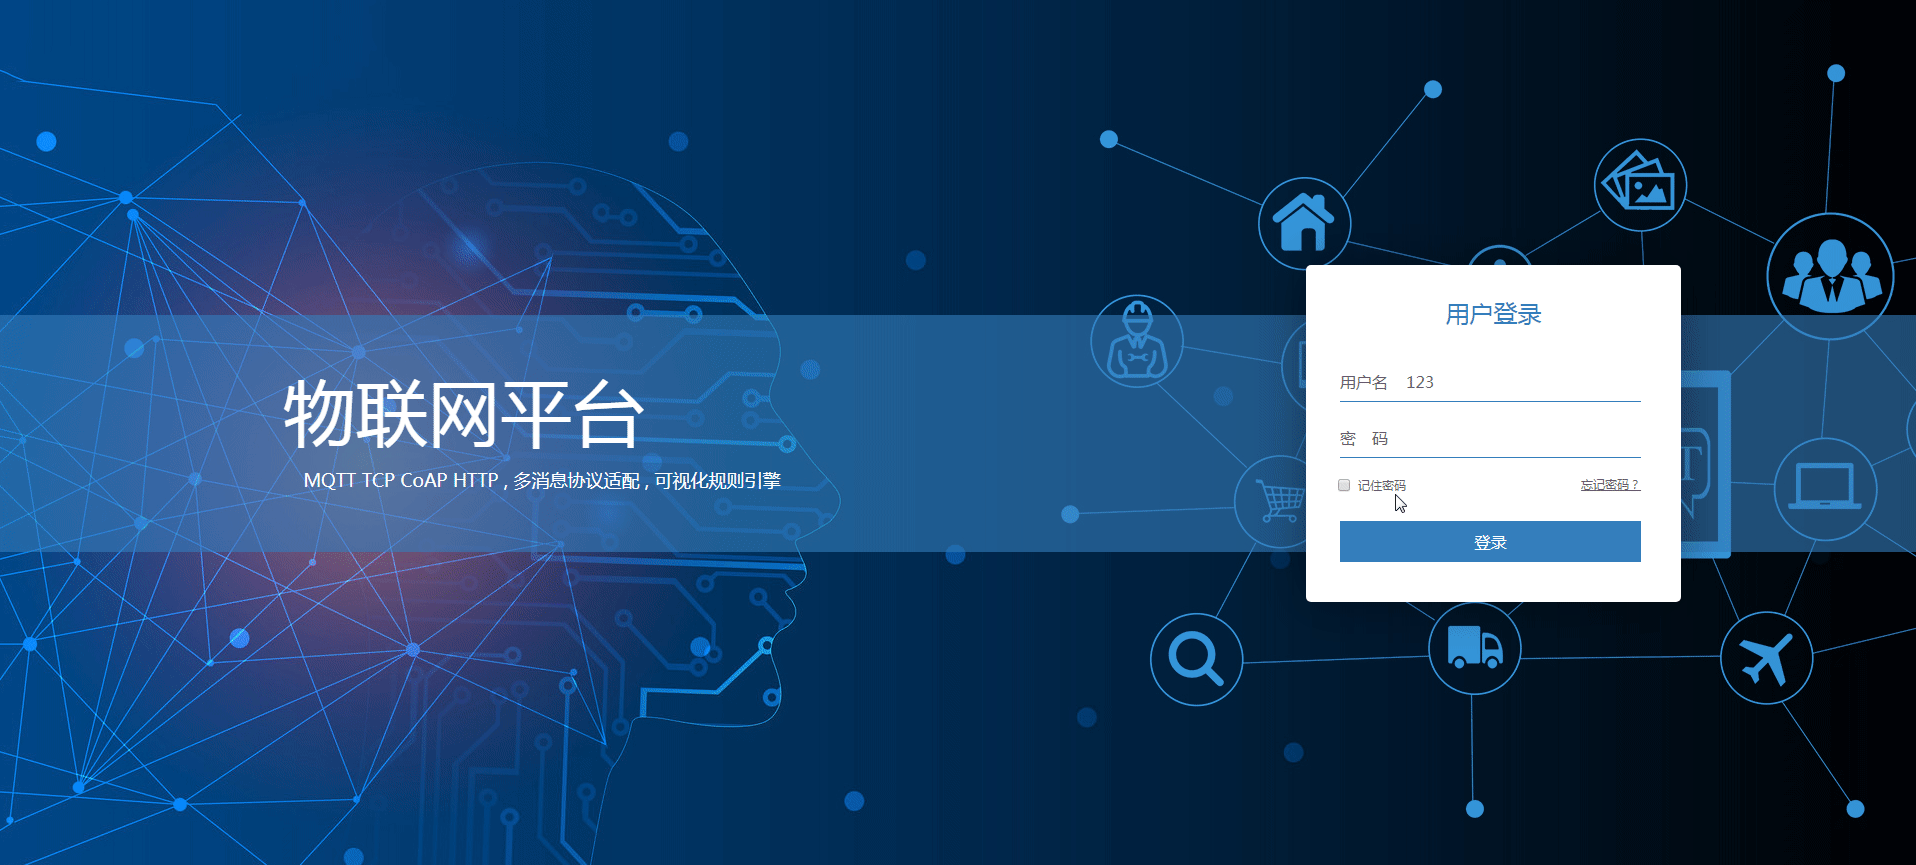 物联网平台
MQTT TCP CoAP HTTP , 多消息协议适配 , 可视化规则引擎
用户登录
用户名 123
密 码
记住密码 忘记密码 ?
登录
T
N